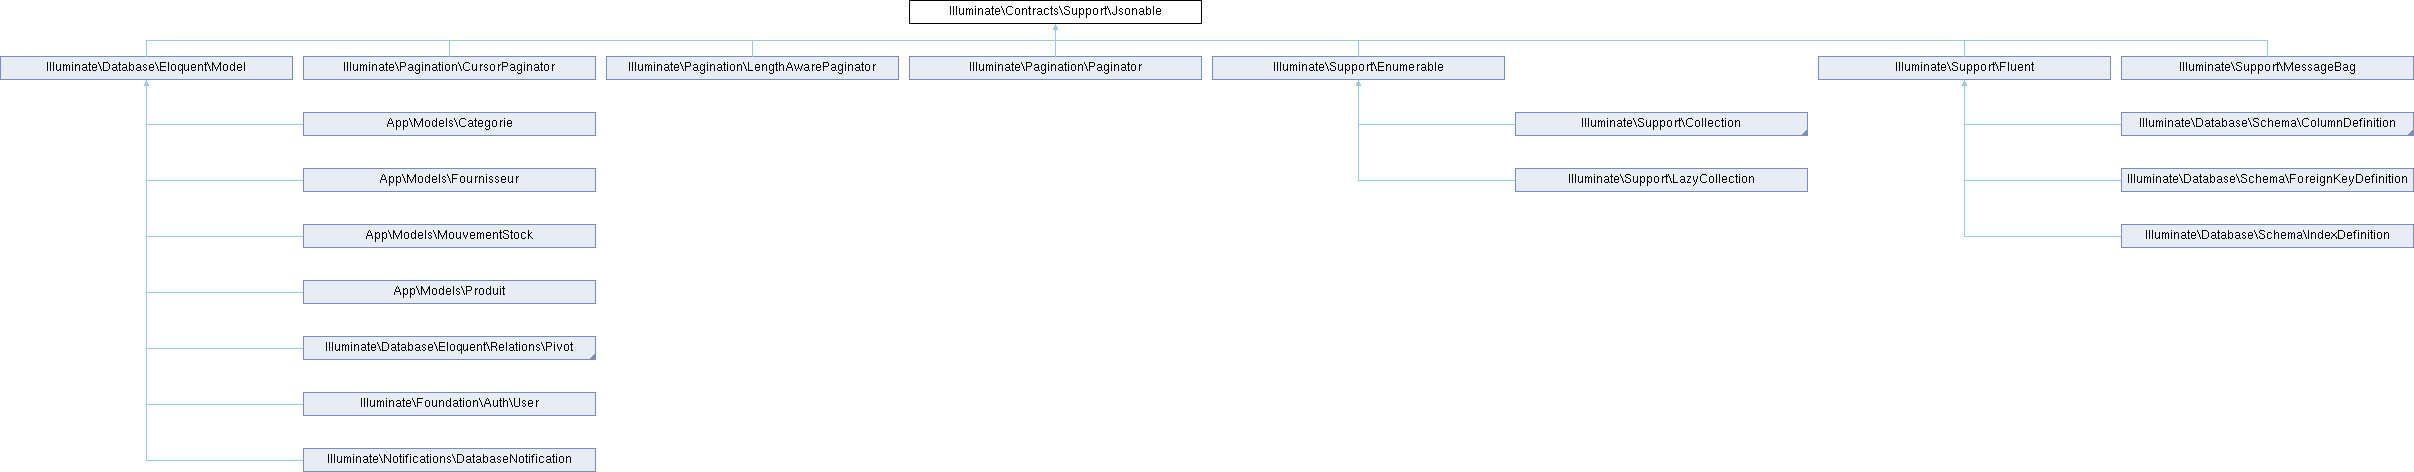 Illuminate\Contracts\Support\Jsonable
Illuminate\Database\Eloquent\Model
Illuminate\Pagination\CursorPaginator
Illuminate\Pagination\LengthAwarePaginator
Illuminate\Pagination\Paginator
Illuminate\Support\Enumerable
Illuminate\Support\Fluent
Illuminate\Support\MessageBag
App\Models\Categorie
Illuminate\Support\Collection
Illuminate\Database\Schema\ColumnDefinition
App\Models\Fournisseur
Illuminate\Support\LazyCollection
Illuminate\Database\Schema\ForeignKeyDefinition
App\Models\MouvementStock
Illuminate\Database\Schema\IndexDefinition
App\Models\Produit
Illuminate\Database\Eloquent\Relations\Pivot
Illuminate\Foundation\Auth\User
Illuminate\Notifications\DatabaseNotification